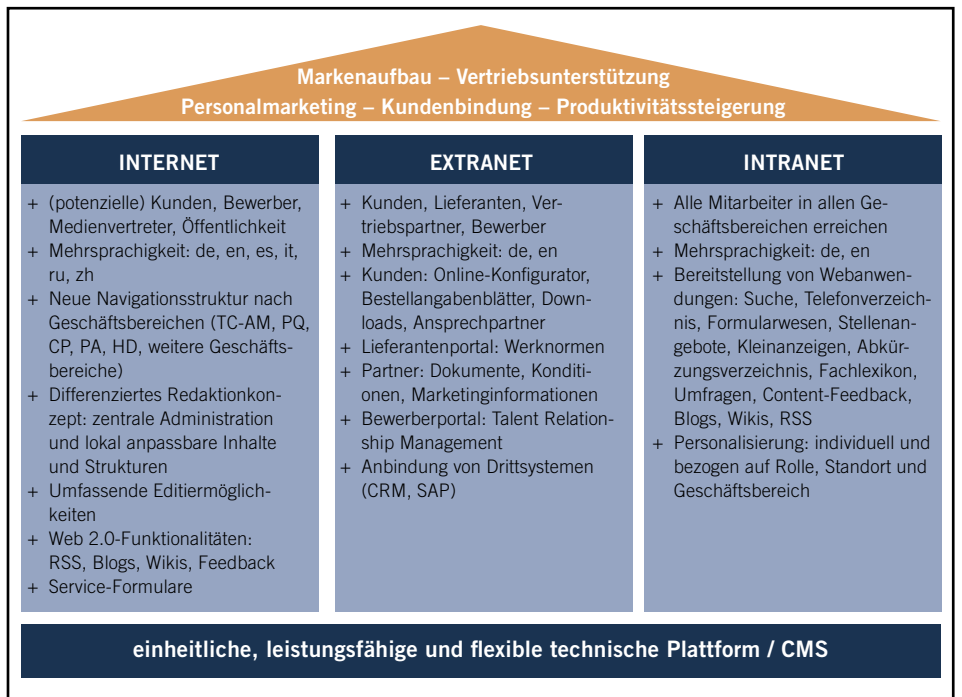 Markenaufbau – Vertriebsunterstützung
Personalmarketing – Kundenbindung – Produktivitätssteigerung
INTERNET
+ (potenzielle) Kunden, Bewerber,
Medienvertreter, Öffentlichkeit
+ Mehrsprachigkeit: de, en, es, it,
ru, zh
+ Neue Navigationsstruktur nach
Geschäftsbereichen (TC-AM, PQ,
CP, PA, HD, weitere Geschäfts-
bereiche)
+ Differenziertes Redaktionkon-
zept: zentrale Administration
und lokal anpassbare Inhalte
und Strukturen
+ Umfassende Editiermöglich-
keiten
+ Web 2.0-Funktionalitäten:
RSS, Blogs, Wikis, Feedback
+ Service-Formulare
EXTRANET
+ Kunden, Lieferanten, Ver-
triebspartner, Bewerber
+ Mehrsprachigkeit: de, en
+ Kunden: Online-Konfigurator,
Bestellangabenblätter, Down-
loads, Ansprechpartner
+ Lieferantenportal: Werknormen
+ Partner: Dokumente, Konditi-
onen, Marketinginformationen
+ Bewerberportal: Talent Relation-
ship Management
+ Anbindung von Drittsystemen
(CRM, SAP)
INTRANET
+ Alle Mitarbeiter in allen Ge-
schäftsbereichen erreichen
+ Mehrsprachigkeit: de, en
+ Bereitstellung von Webanwen-
dungen: Suche, Telefonverzeich-
nis, Formularwesen, Stellenan-
gebote, Kleinanzeigen, Abkür-
zungsverzeichnis, Fachlexikon,
Umfragen, Content-Feedback,
Blogs, Wikis, RSS
+ Personalisierung: individuell und
bezogen auf Rolle, Standort und
Geschäftsbereich
einheitliche, leistungsfähige und flexible technische Plattform / CMS